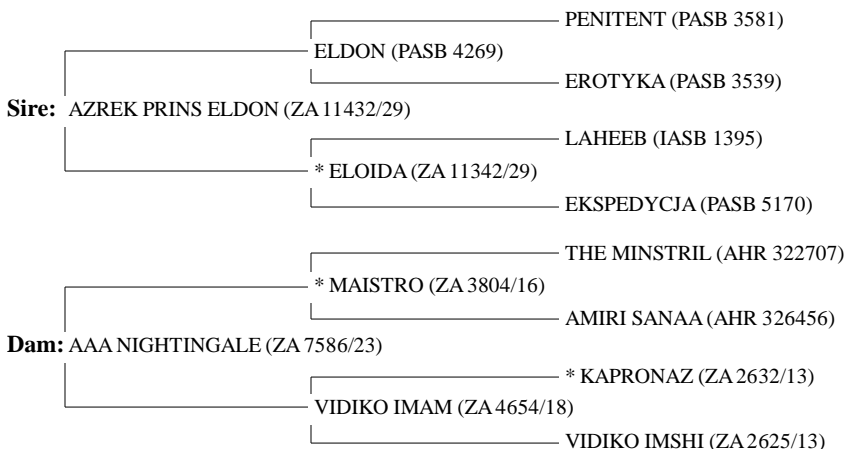 PENITENT (PASB 3581)
ELDON (PASB 4269)
EROTYKA (PASB 3539)
Sire: AZREK PRINS ELDON (ZA 11432/29)
LAHEEB (IASB 1395)
* ELOIDA (ZA 11342/29)
EKSPEDYCJA (PASB 5170)
THE MINSTRIL (AHR 322707)
* MAISTRO (ZA 3804/16)
AMIRI SANAA (AHR 326456)
Dam: AAA NIGHTINGALE (ZA 7586/23)
* KAPRONAZ (ZA 2632/13)
VIDIKO IMAM (ZA 4654/18)
VIDIKO IMSHI (ZA 2625/13)